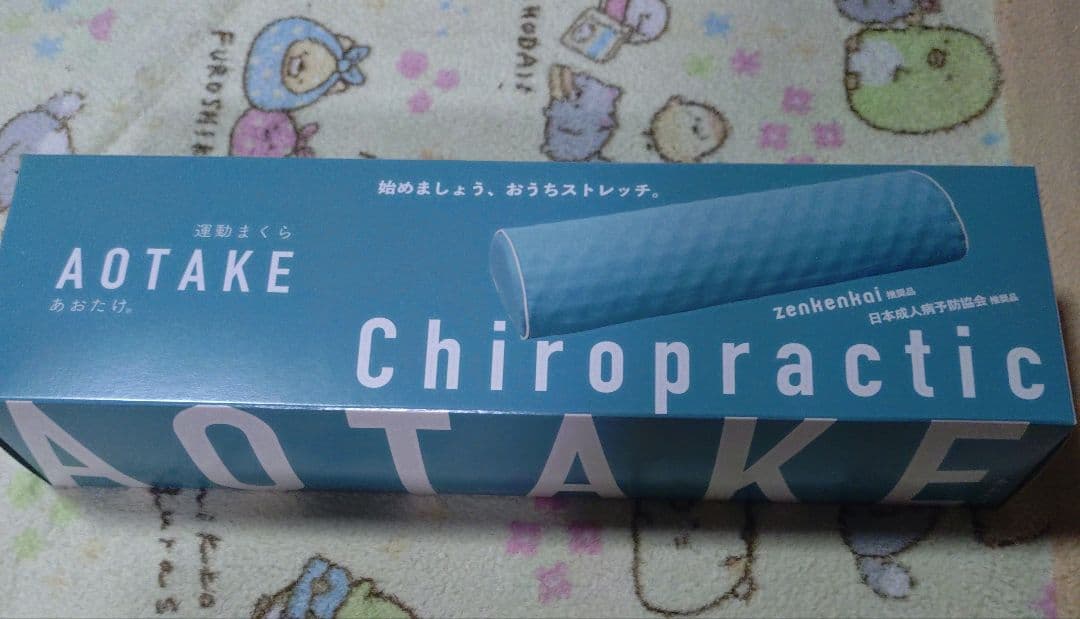 FUROSHIK
HODAIS
始めましょう、おうちストレッチ。
運動まくら
AOTAKE
あおたけ®
zenkenkai 推奨品
日本成人病予防協会 推奨品
Chiropractic
AOTAKE